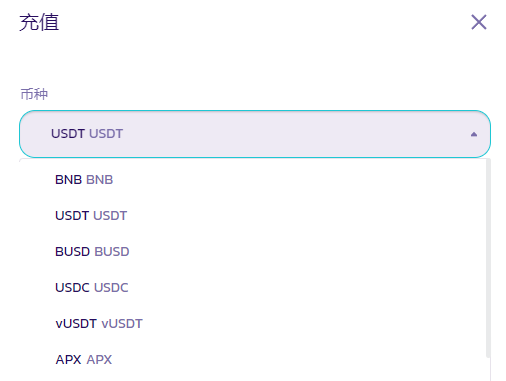 充值
币种
USDT USDT
BNB BNB
USDT USDT
BUSD BUSD
USDC USDC
vUSDT vUSDT
APX APX